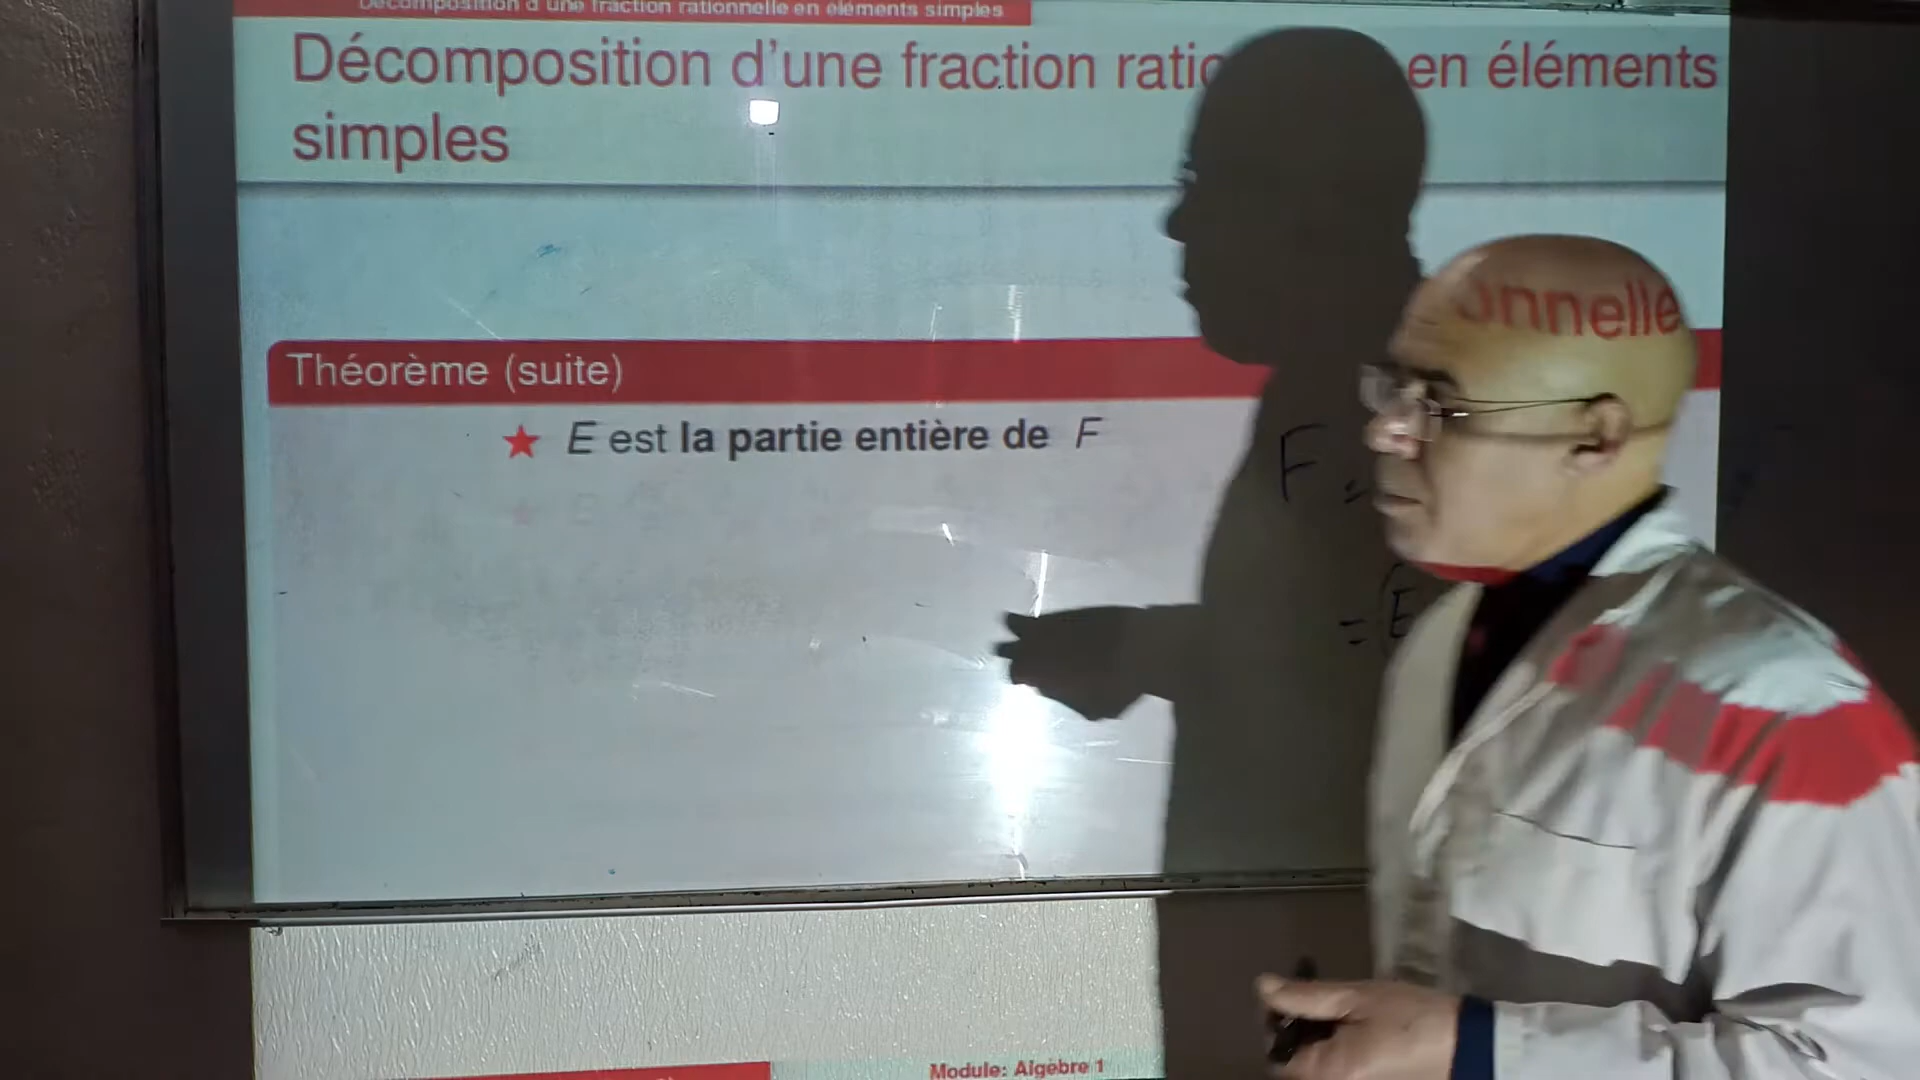 Décomposition d'une fraction rationnelle en éléments simples
Décomposition d'une fraction ratio en éléments
onnelle
simples
Théorème (suite)
★ E est la partie entière de F
F =
= E
Module: Algèbre 1